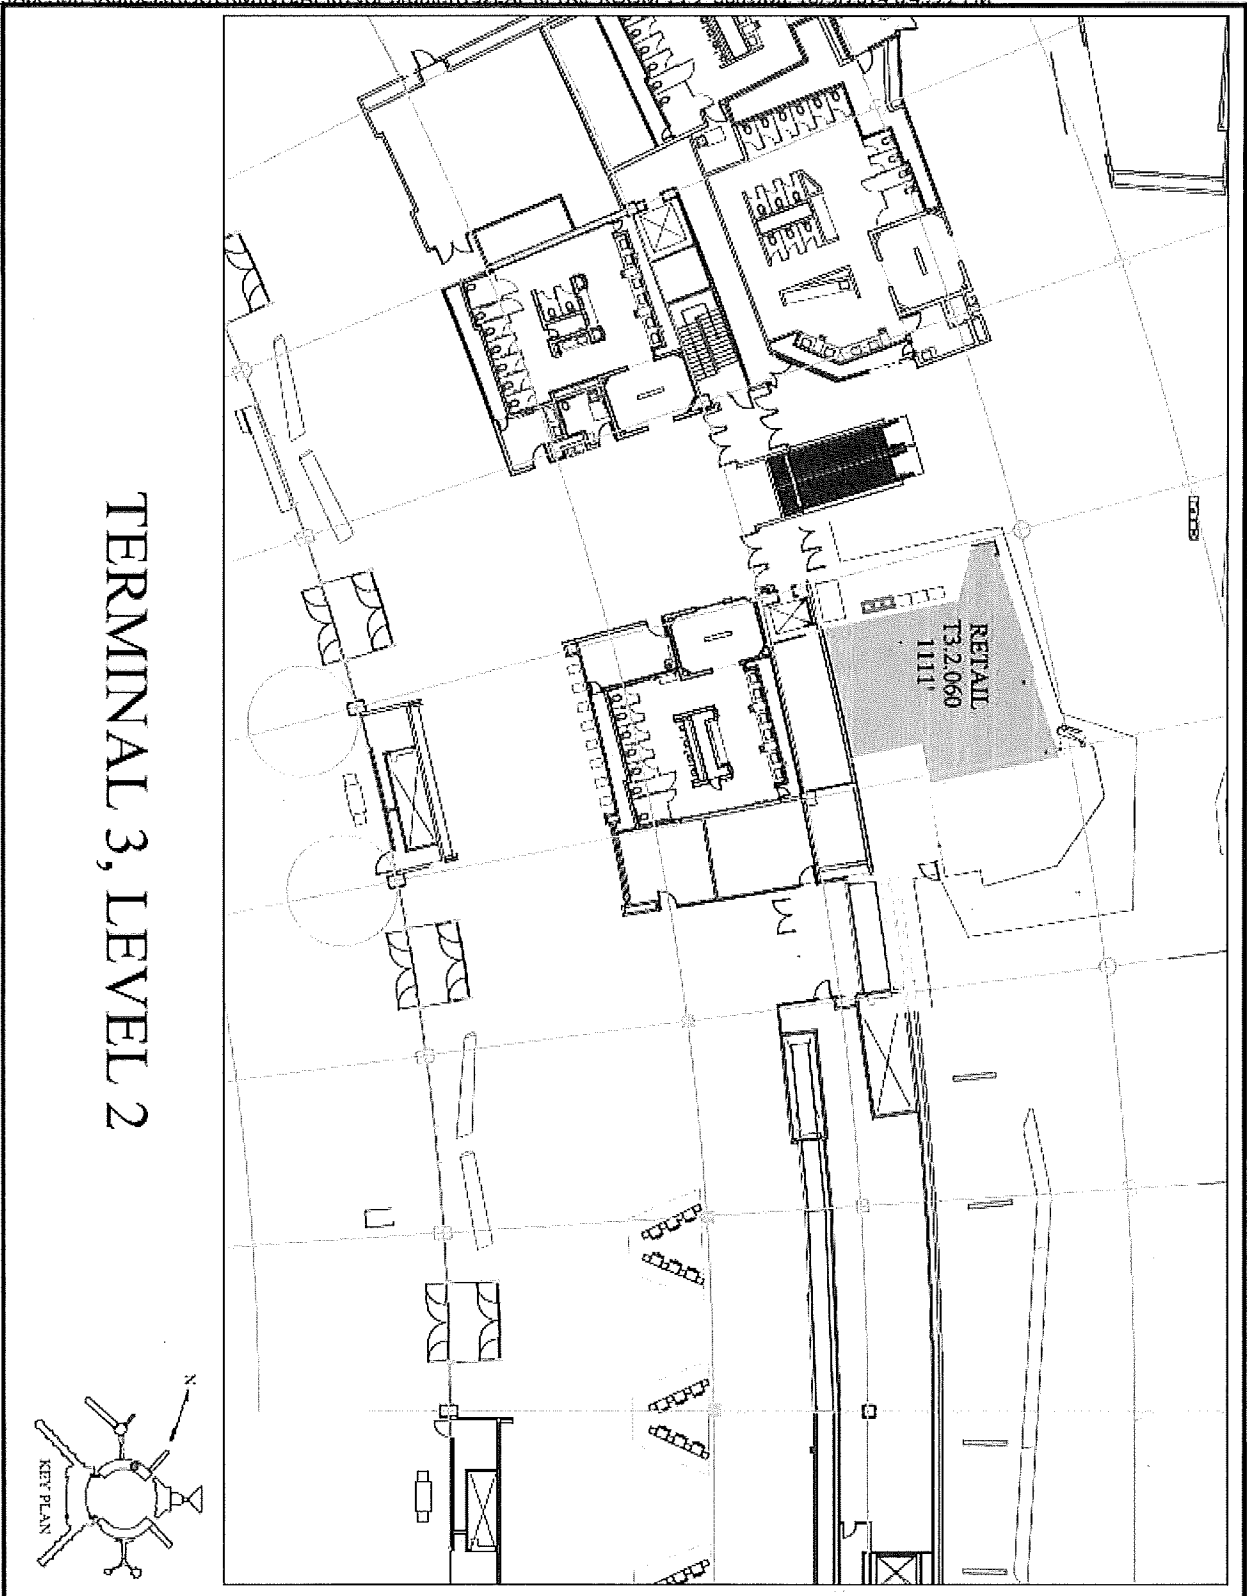 RETAIL
T3.2.060
1111'
TERMINAL 3, LEVEL 2
N
KEY PLAN